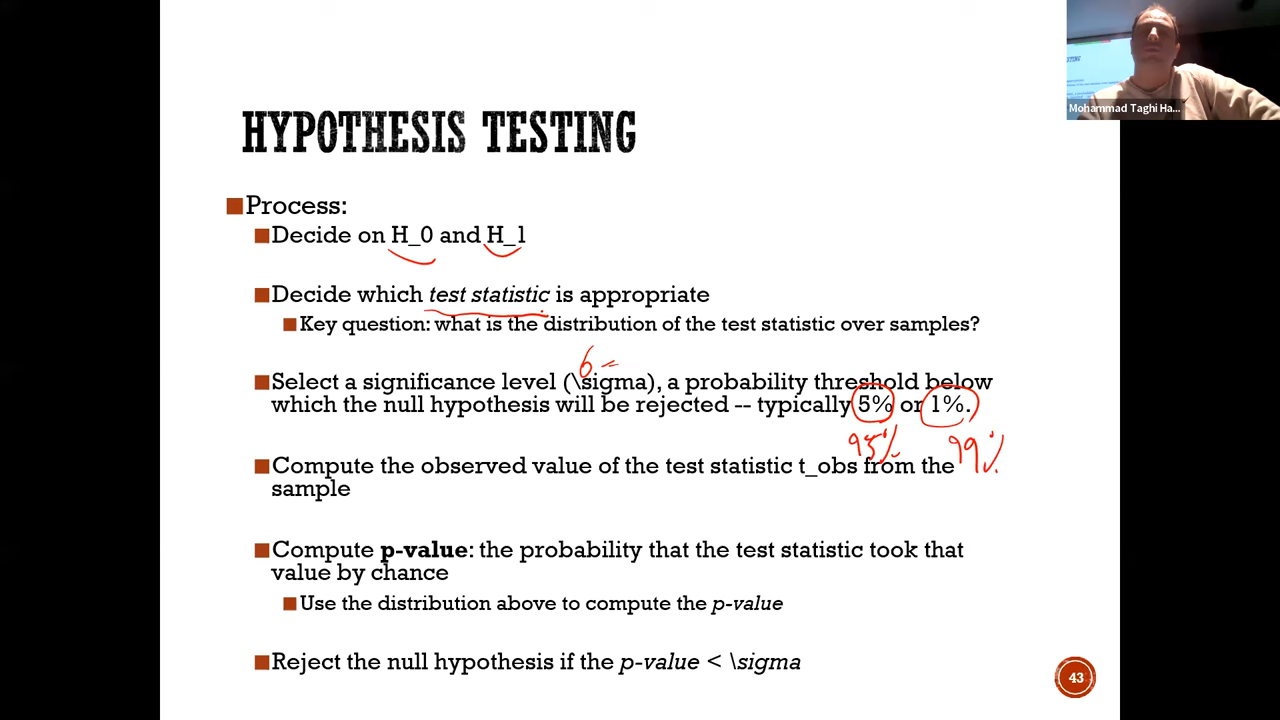 Mohammad Taghi Ha...
HYPOTHESIS TESTING
Process:
Decide on H_0 and H_1
Decide which test statistic is appropriate
Key question: what is the distribution of the test statistic over samples?
6 =
Select a significance level (\sigma), a probability threshold below
which the null hypothesis will be rejected -- typically 5% or 1%.
95% 99%
Compute the observed value of the test statistic t_obs from the
sample
Compute p-value: the probability that the test statistic took that
value by chance
Use the distribution above to compute the p-value
Reject the null hypothesis if the p-value < \sigma
43